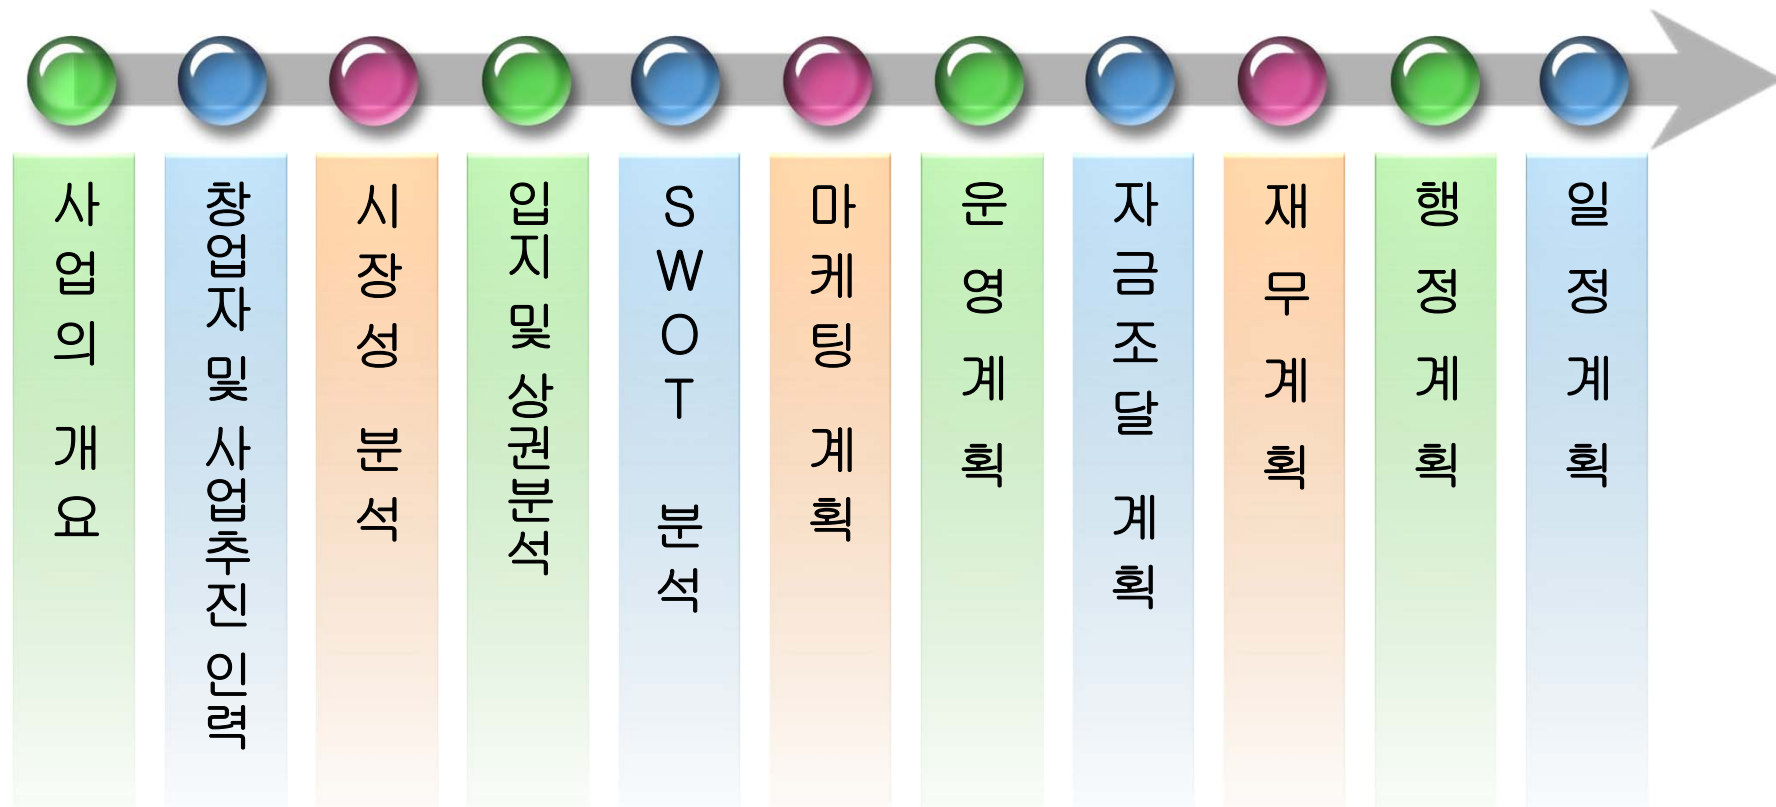 사업의 개요
창업자 및 사업추진 인력
시장성 분석
입지 및 상권분석
SWOT 분석
마케팅 계획
운영계획
자금조달 계획
재무계획
행정계획
일정계획